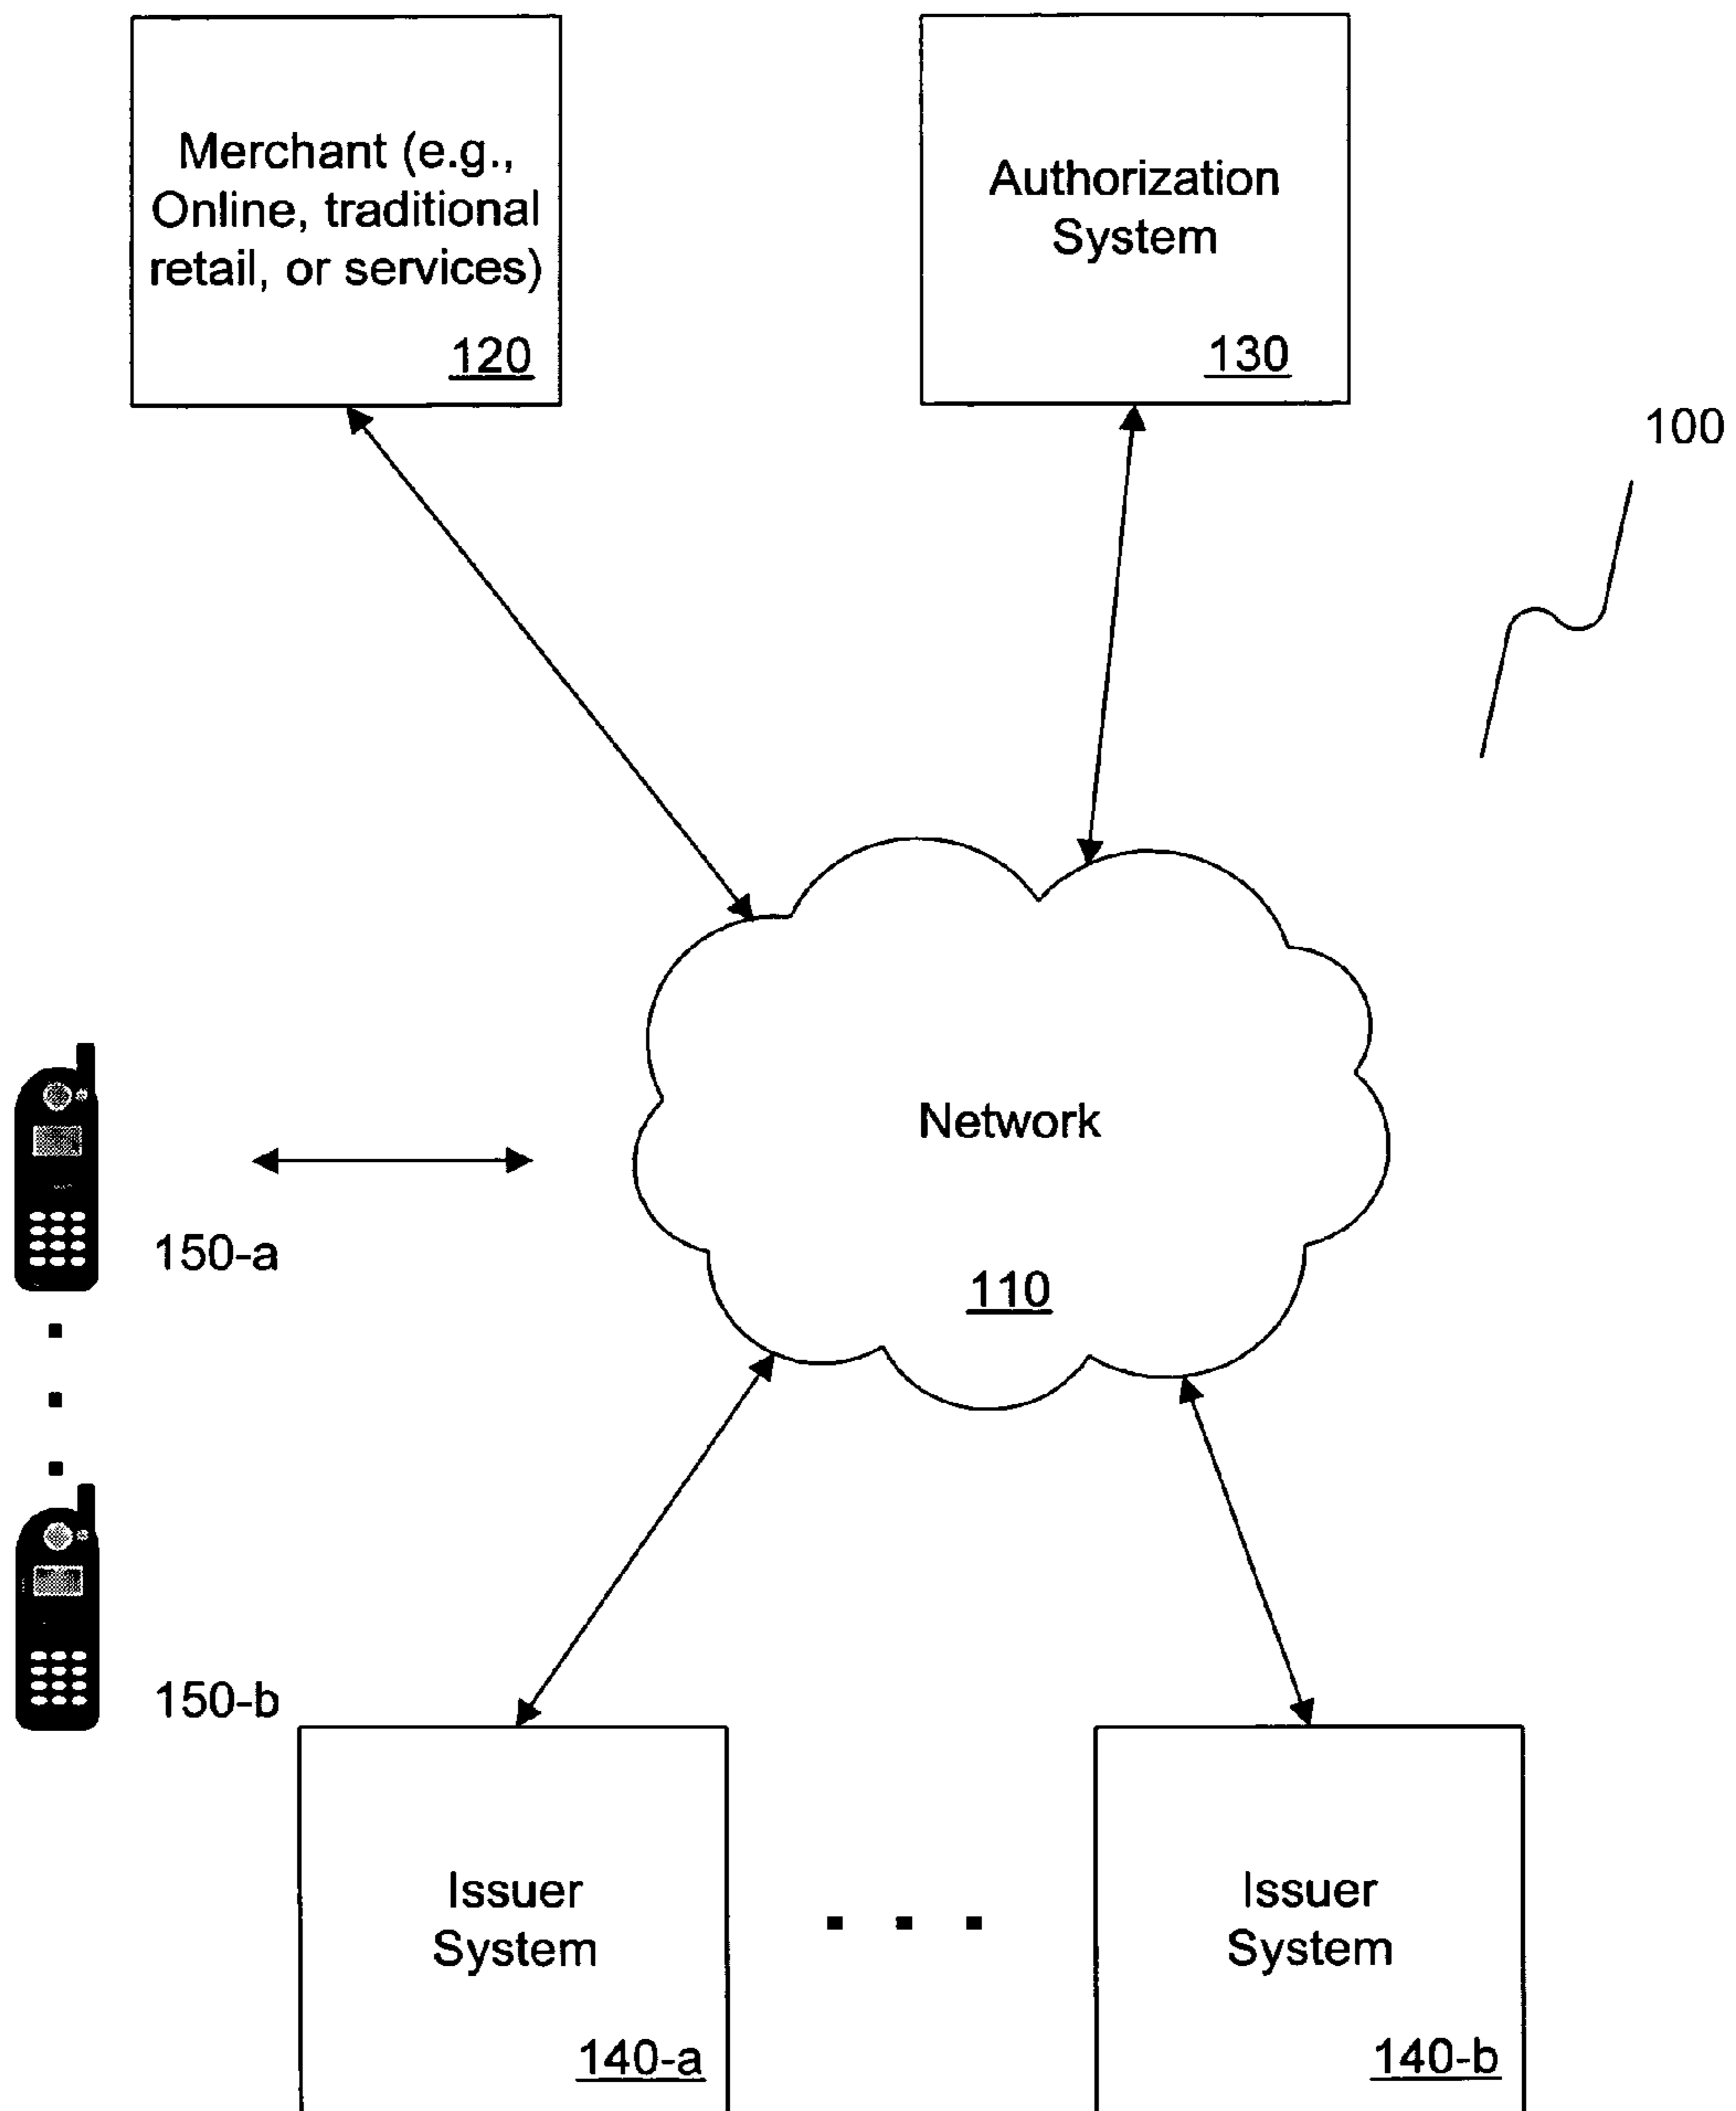 Merchant (e.g.,
Online, traditional
retail, or services)
120
Authorization
System
130
100
Network
110
150-a
150-b
Issuer
System
140-a
Issuer
System
140-b